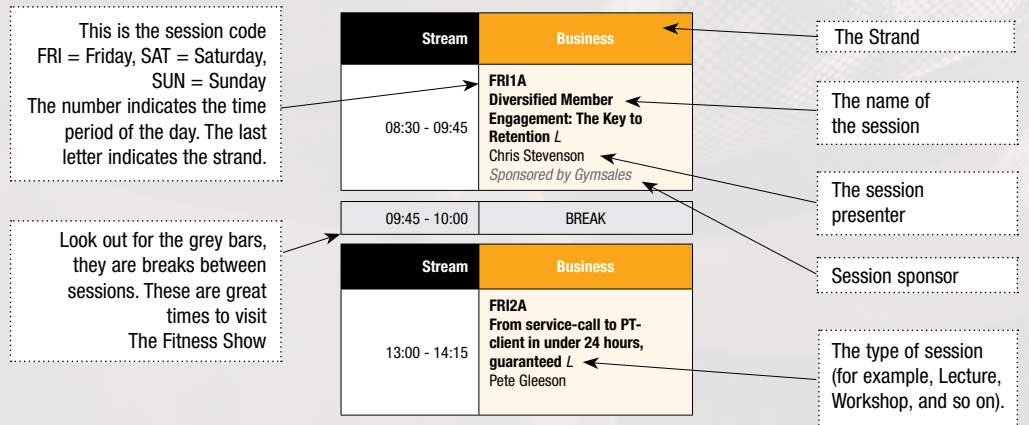 This is the session code
FRI = Friday, SAT = Saturday,
SUN = Sunday
The number indicates the time
period of the day. The last
letter indicates the strand.
Look out for the grey bars,
they are breaks between
sessions. These are great
times to visit
The Fitness Show
Stream
Business
08:30 - 09:45
FRI1A
Diversified Member
Engagement: The Key to
Retention L
Chris Stevenson
Sponsored by Gymsales
09:45 - 10:00
BREAK
Stream
Business
13:00 - 14:15
FRI2A
From service-call to PT-
client in under 24 hours,
guaranteed L
Pete Gleeson
The Strand
The name of
the session
The session
presenter
Session sponsor
The type of session
(for example, Lecture,
Workshop, and so on).